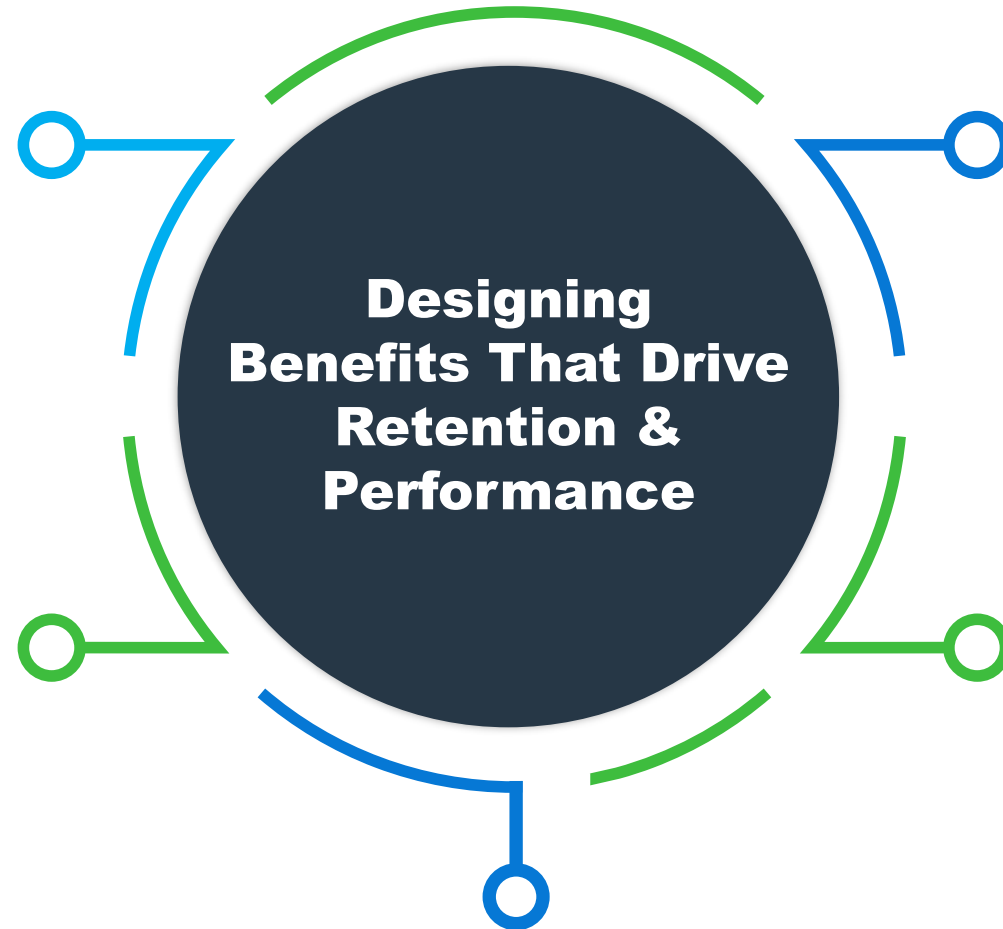 Designing
Benefits That Drive
Retention &
Performance